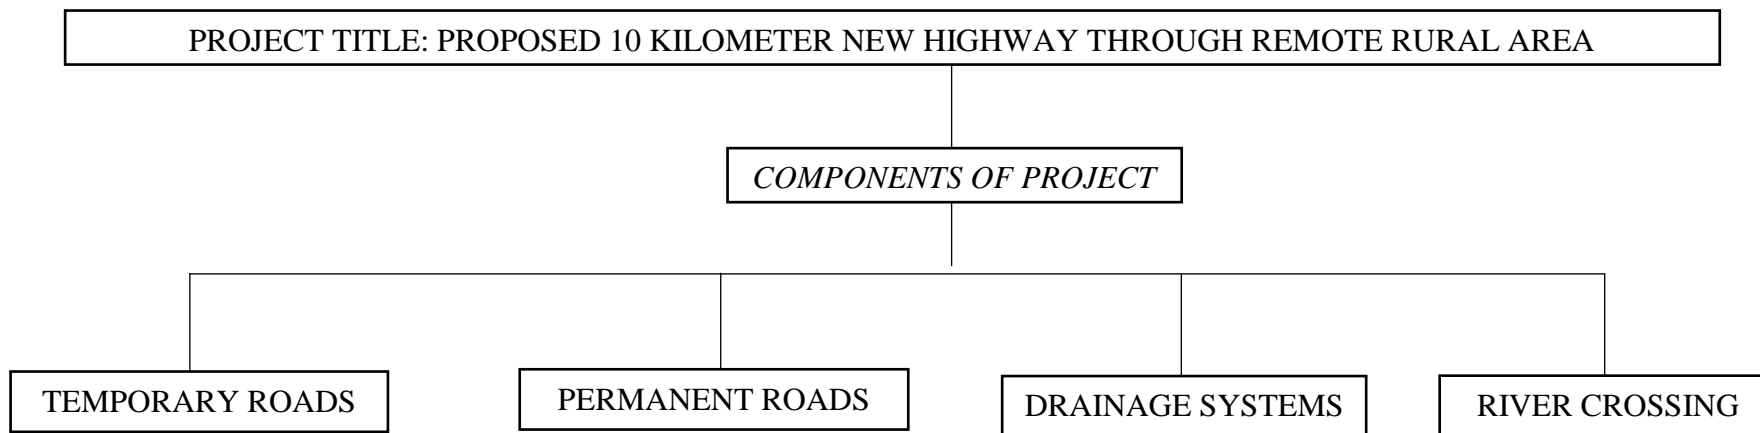 PROJECT TITLE: PROPOSED 10 KILOMETER NEW HIGHWAY THROUGH REMOTE RURAL AREA
COMPONENTS OF PROJECT
TEMPORARY ROADS
PERMANENT ROADS
DRAINAGE SYSTEMS
RIVER CROSSING